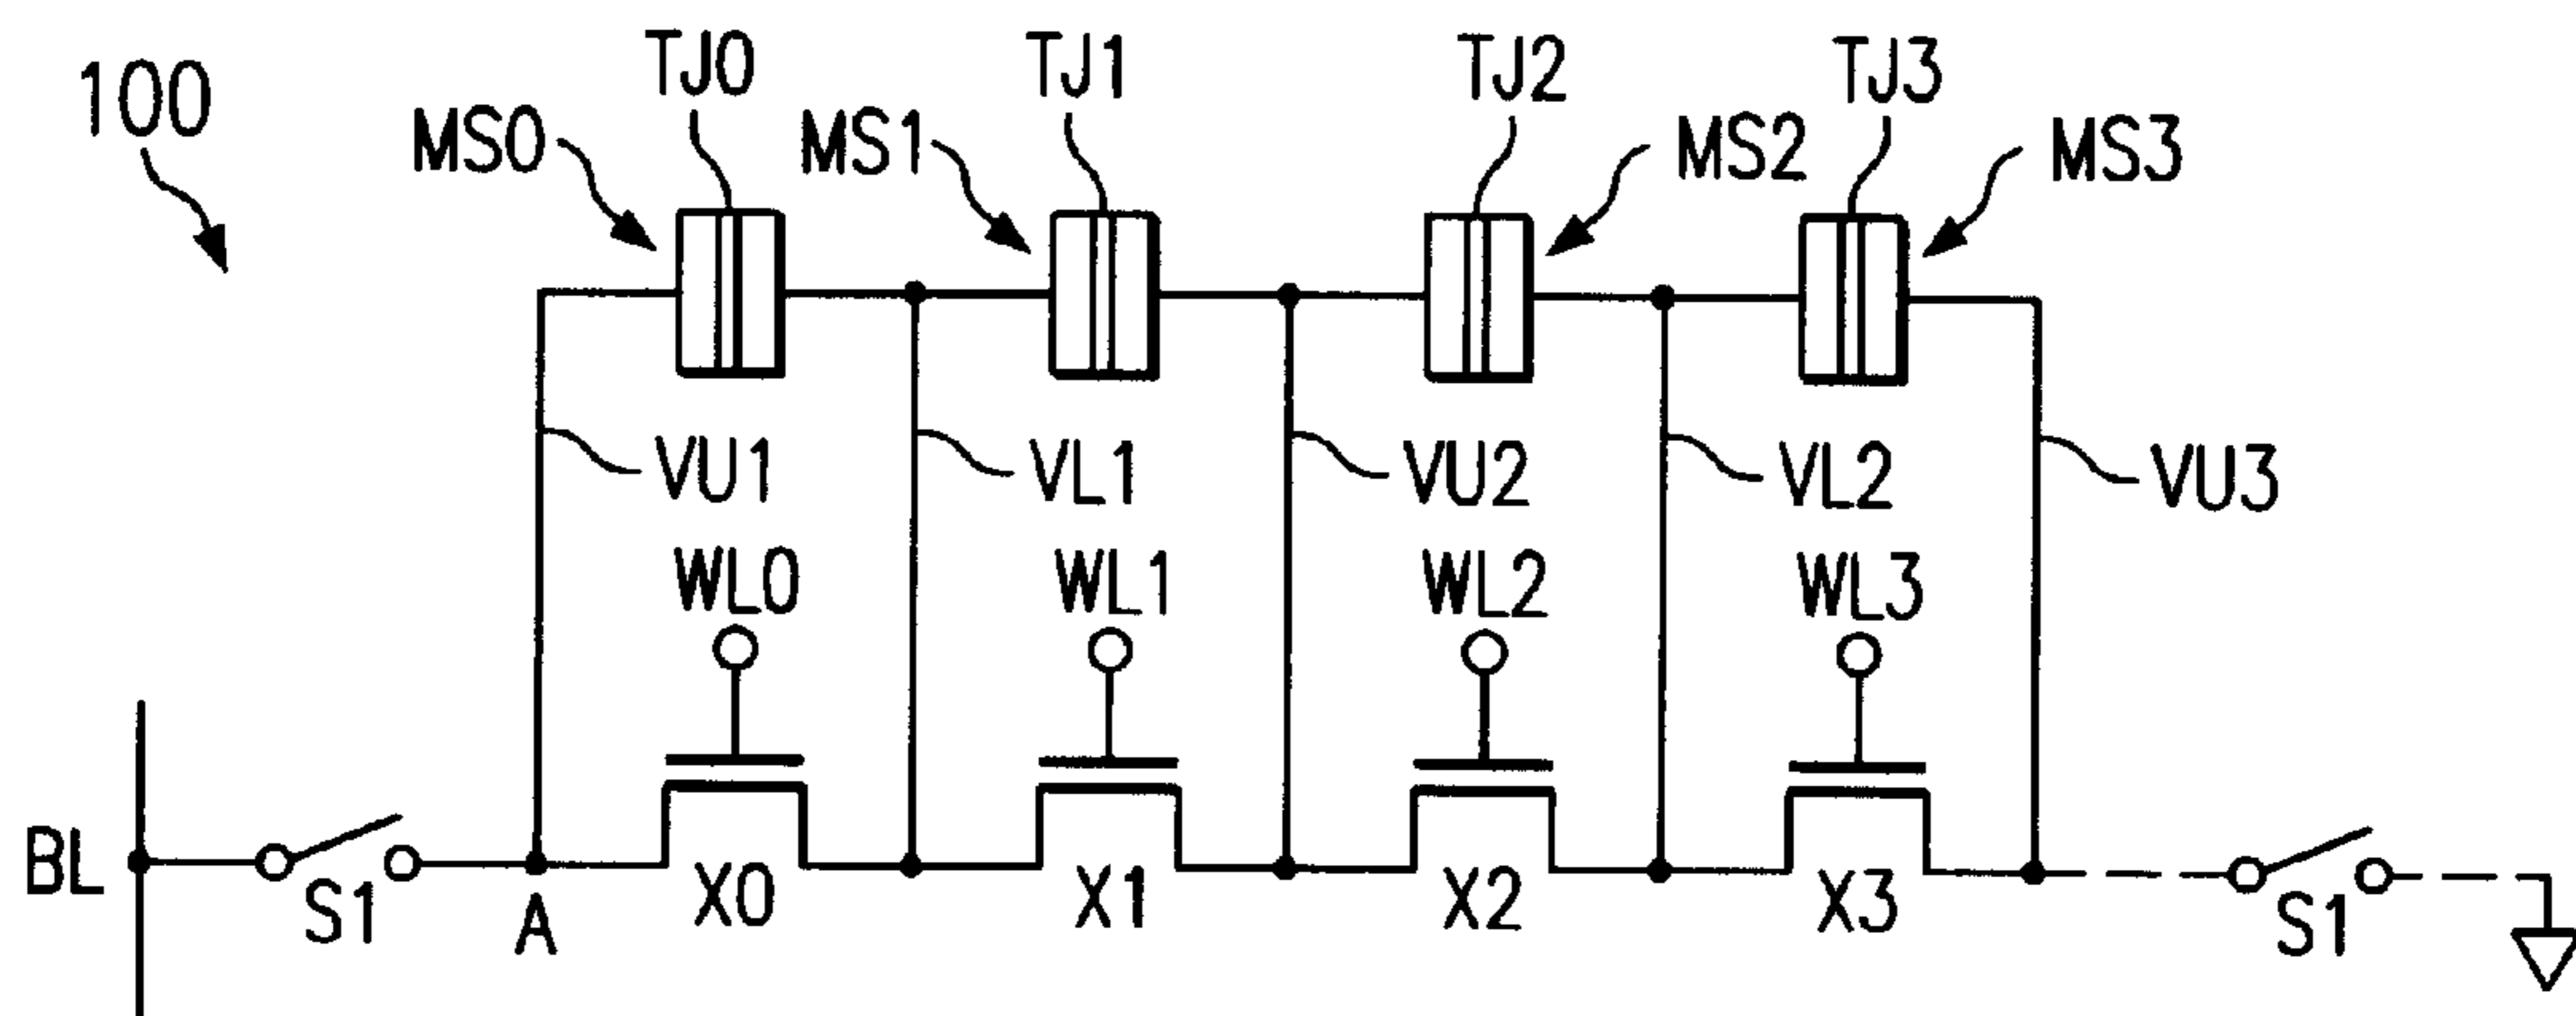 100
TJ0 TJ1 TJ2 TJ3
MS0 MS1 MS2 MS3
VU1 VL1 VU2 VL2 VU3
WL0 WL1 WL2 WL3
BL S1 A X0 X1 X2 X3 S1